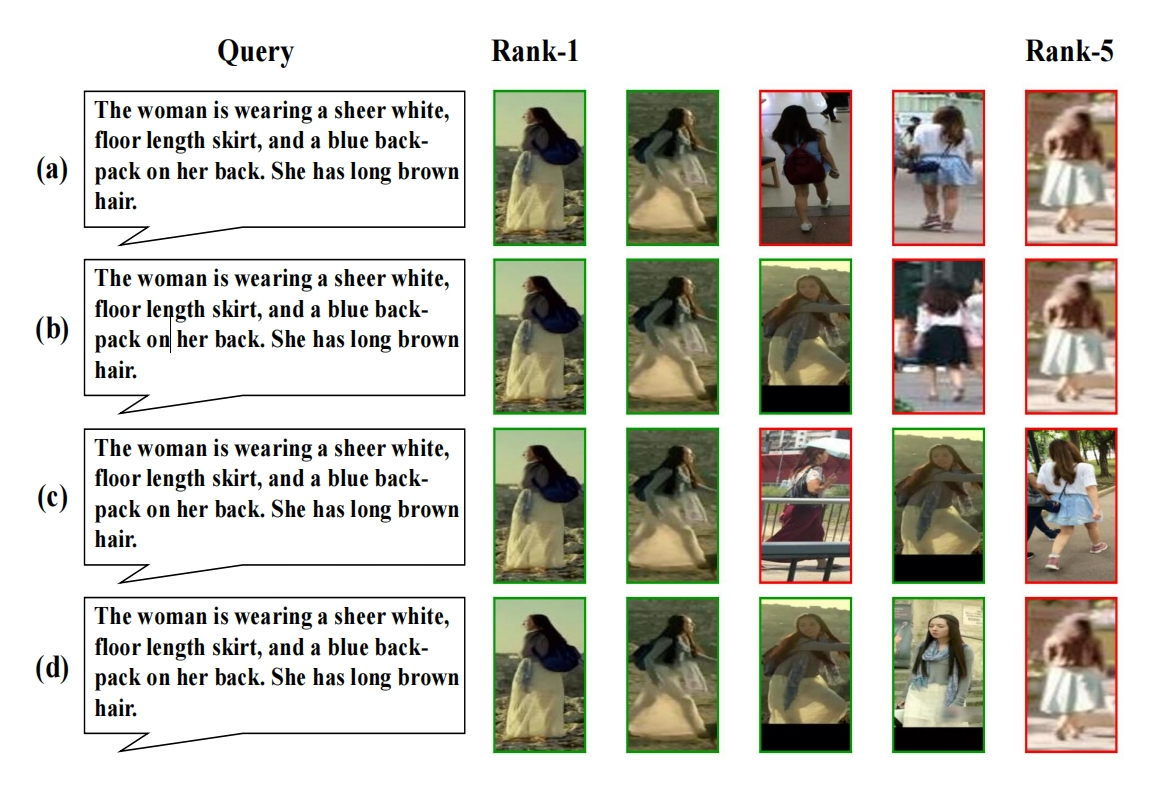 Query Rank-1 Rank-5
(a)
The woman is wearing a sheer white,
floor length skirt, and a blue back-
pack on her back. She has long brown
hair.
(b)
The woman is wearing a sheer white,
floor length skirt, and a blue back-
pack on her back. She has long brown
hair.
(c)
The woman is wearing a sheer white,
floor length skirt, and a blue back-
pack on her back. She has long brown
hair.
(d)
The woman is wearing a sheer white,
floor length skirt, and a blue back-
pack on her back. She has long brown
hair.